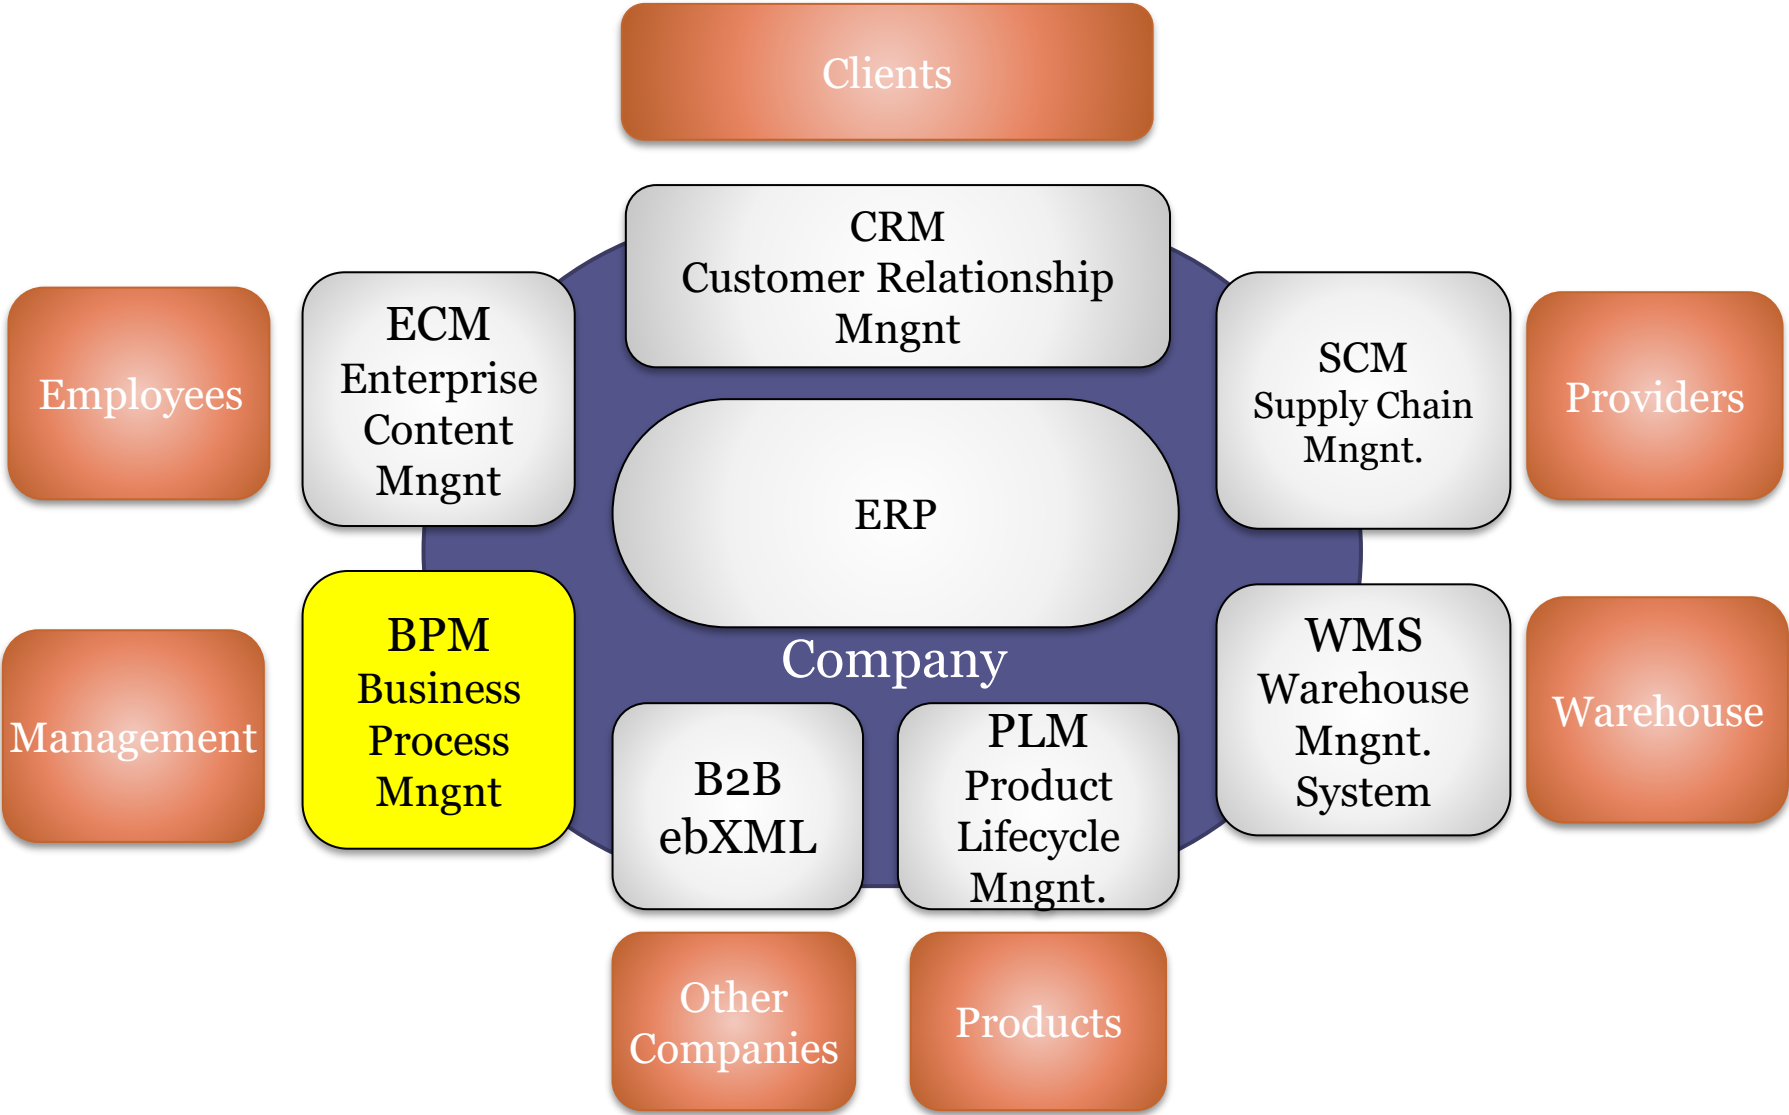 Clients
CRM
Customer Relationship
Mngnt
ECM
Enterprise
Content
Mngnt
Employees
SCM
Supply Chain
Mngnt.
Providers
ERP
Company
BPM
Business
Process
Mngnt
Management
WMS
Warehouse
Mngnt.
System
Warehouse
B2B
ebXML
PLM
Product
Lifecycle
Mngnt.
Other
Companies
Products